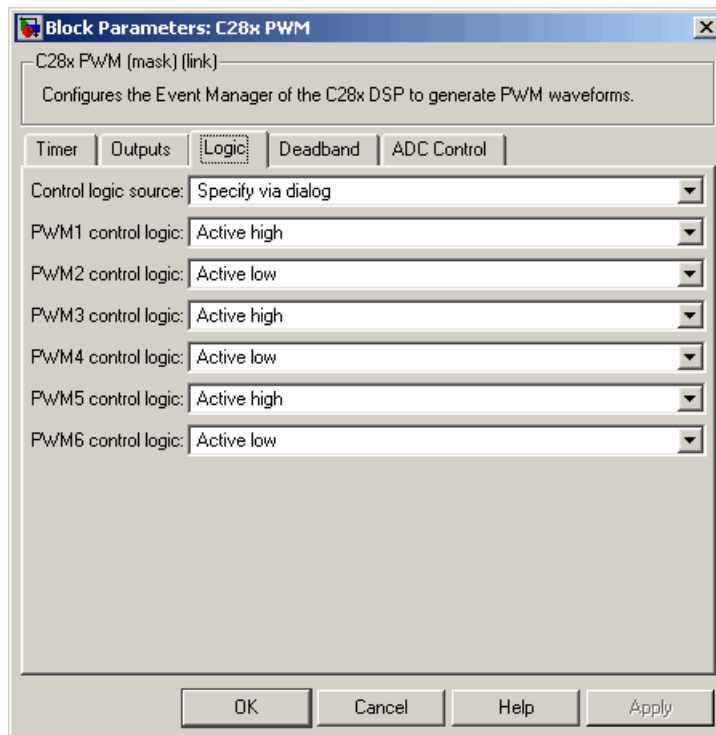 Block Parameters: C28x PWM
C28x PWM (mask) (link)
Configures the Event Manager of the C28x DSP to generate PWM waveforms.
Timer Outputs Logic Deadband ADC Control
Control logic source: Specify via dialog
PWM1 control logic: Active high
PWM2 control logic: Active low
PWM3 control logic: Active high
PWM4 control logic: Active low
PWM5 control logic: Active high
PWM6 control logic: Active low
OK Cancel Help Apply